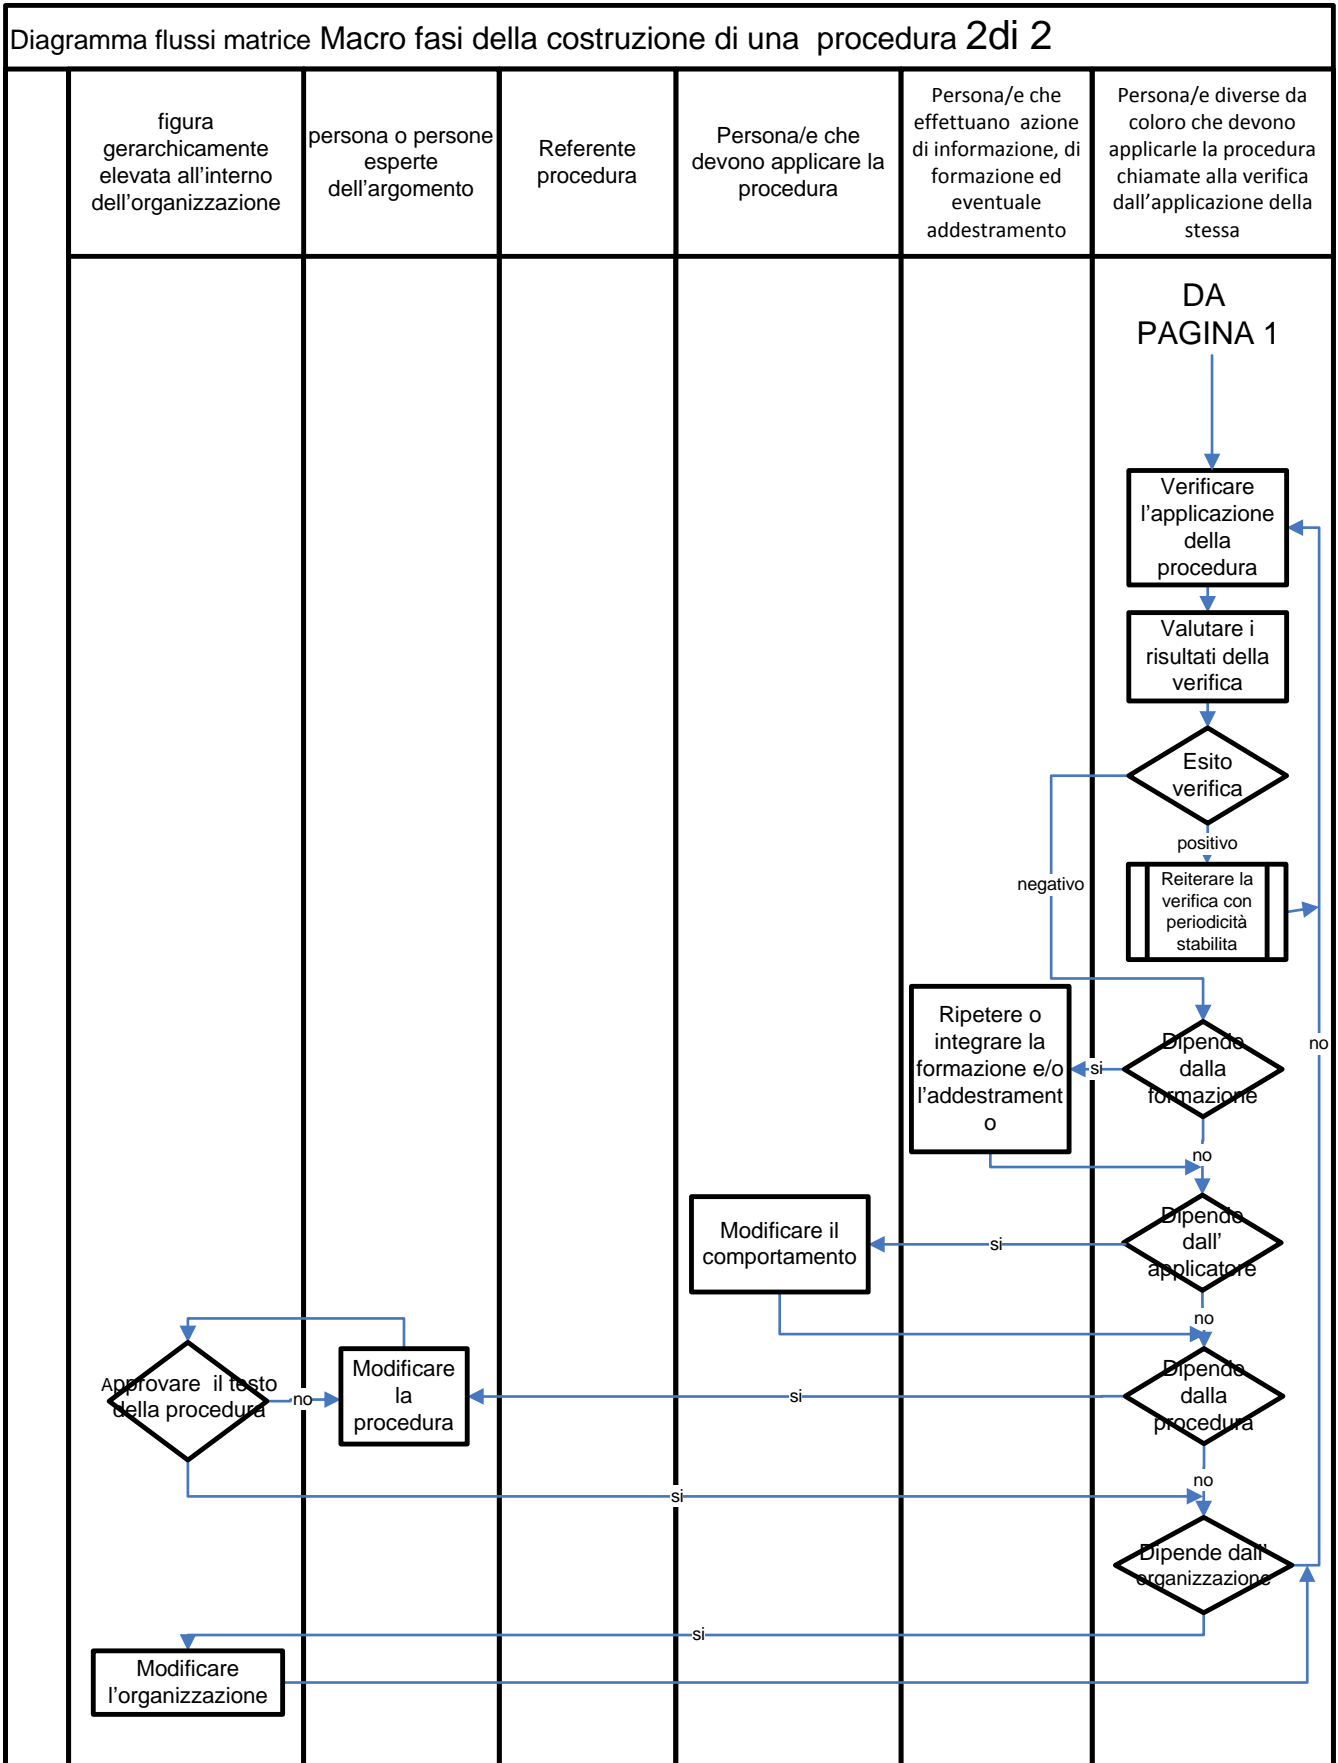 Diagramma flussi matrice Macro fasi della costruzione di una procedura 2di 2
figura
gerarchicamente
elevata all'interno
dell'organizzazione
persona o persone
esperte
dell'argomento
Referente
procedura
Persona/e che
devono applicare la
procedura
Persona/e che
effettuano azione
di informazione, di
formazione ed
eventuale
addestramento
Persona/e diverse da
coloro che devono
applicarle la procedura
chiamate alla verifica
dall'applicazione della
stessa
DA
PAGINA 1
Verificare
l'applicazione
della
procedura
Valutare i
risultati della
verifica
Esito
verifica
positivo
negativo
Reiterare la
verifica con
periodicità
stabilita
Ripetere o
integrare la
formazione e/o
l'addestrament
o
si
Dipende
dalla
formazione
no
no
Modificare il
comportamento
si
Dipende
dall'
applicatore
no
Approvare il testo
della procedura
no
Modificare
la
procedura
si
Dipende
dalla
procedura
no
si
Dipende dall'
organizzazione
si
Modificare
l'organizzazione